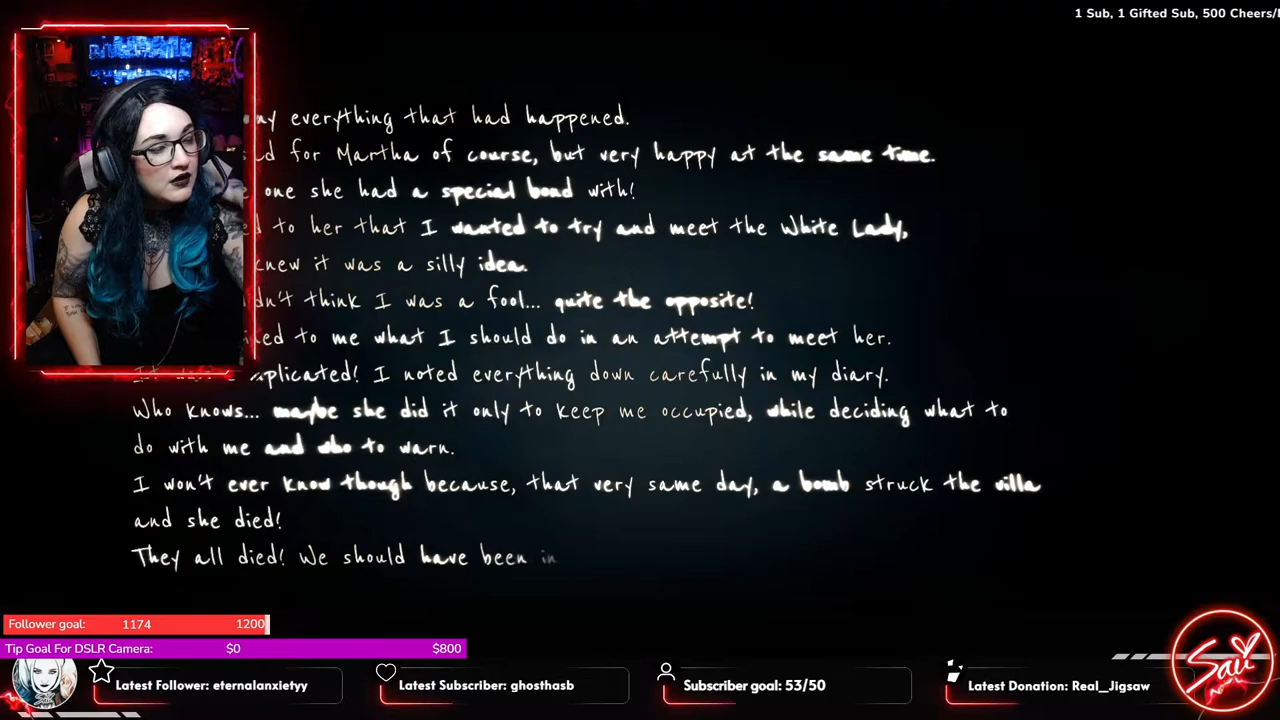 1 Sub, 1 Gifted Sub, 500 Cheers/
everything that had happened.
for Martha of course, but very happy at the same time.
one she had a special bond with!
to her that I wanted to try and meet the White Lady,
knew it was a silly idea.
think I was a fool... quite the opposite!
to me what I should do in an attempt to meet her.
I noted everything down carefully in my diary.
Who knows... maybe she did it only to keep me occupied, while deciding what to
do with me and who to warn.
I won't ever know though because, that very same day, a bomb struck the villa
and she died!
They all died! We should have been in
Follower goal: 1174 1200
Tip Goal For DSLR Camera: $0 $800
Latest Follower: eternalanxietyy
Latest Subscriber: ghosthasb
Subscriber goal: 53/50
Latest Donation: Real__Jigsaw